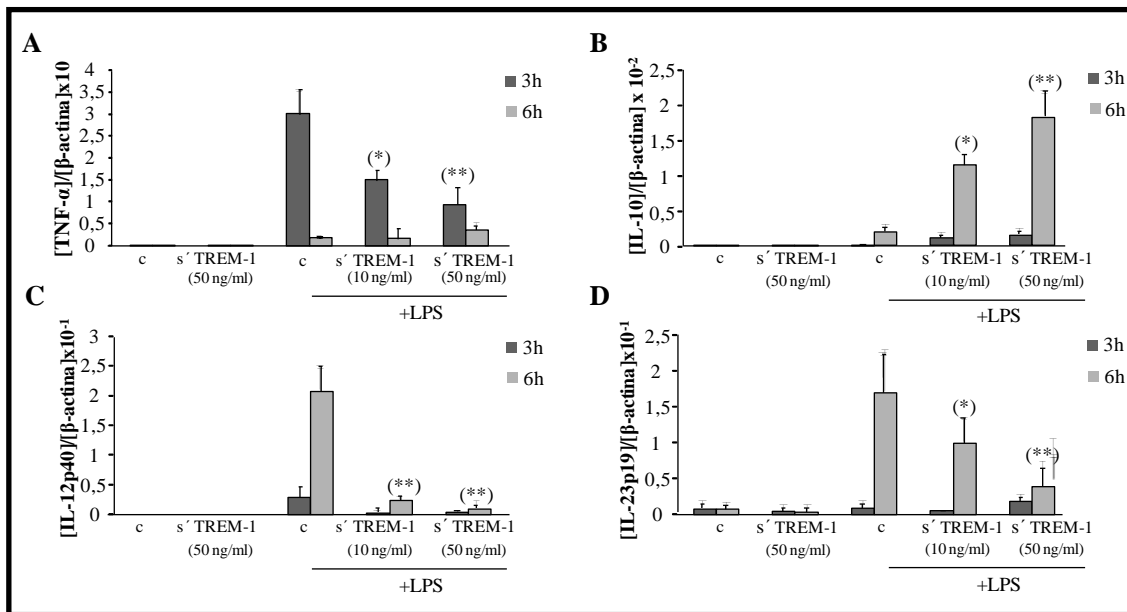 A
[TNF-α]/[β-actina]x10
4
3,5
3
2,5
2
1,5
1
0,5
0
3h
6h
(*)
(**)
c
s´ TREM-1
(50 ng/ml)
c
s´ TREM-1
(10 ng/ml)
s´ TREM-1
(50 ng/ml)
+LPS
B
[IL-10]/[β-actina] x 10-2
2,5
2
1,5
1
0,5
0
3h
6h
(*)
(**)
c
s´ TREM-1
(50 ng/ml)
c
s´ TREM-1
(10 ng/ml)
s´ TREM-1
(50 ng/ml)
+LPS
C
[IL-12p40]/[β-actina]x10-1
3
2,5
2
1,5
1
0,5
0
3h
6h
(**)
(**)
c
s´ TREM-1
(50 ng/ml)
c
s´ TREM-1
(10 ng/ml)
s´ TREM-1
(50 ng/ml)
+LPS
D
[IL-23p19]/[β-actina]x10-1
2,5
2
1,5
1
0,5
0
3h
6h
(*)
(**)
c
s´ TREM-1
(50 ng/ml)
c
s´ TREM-1
(10 ng/ml)
s´ TREM-1
(50 ng/ml)
+LPS